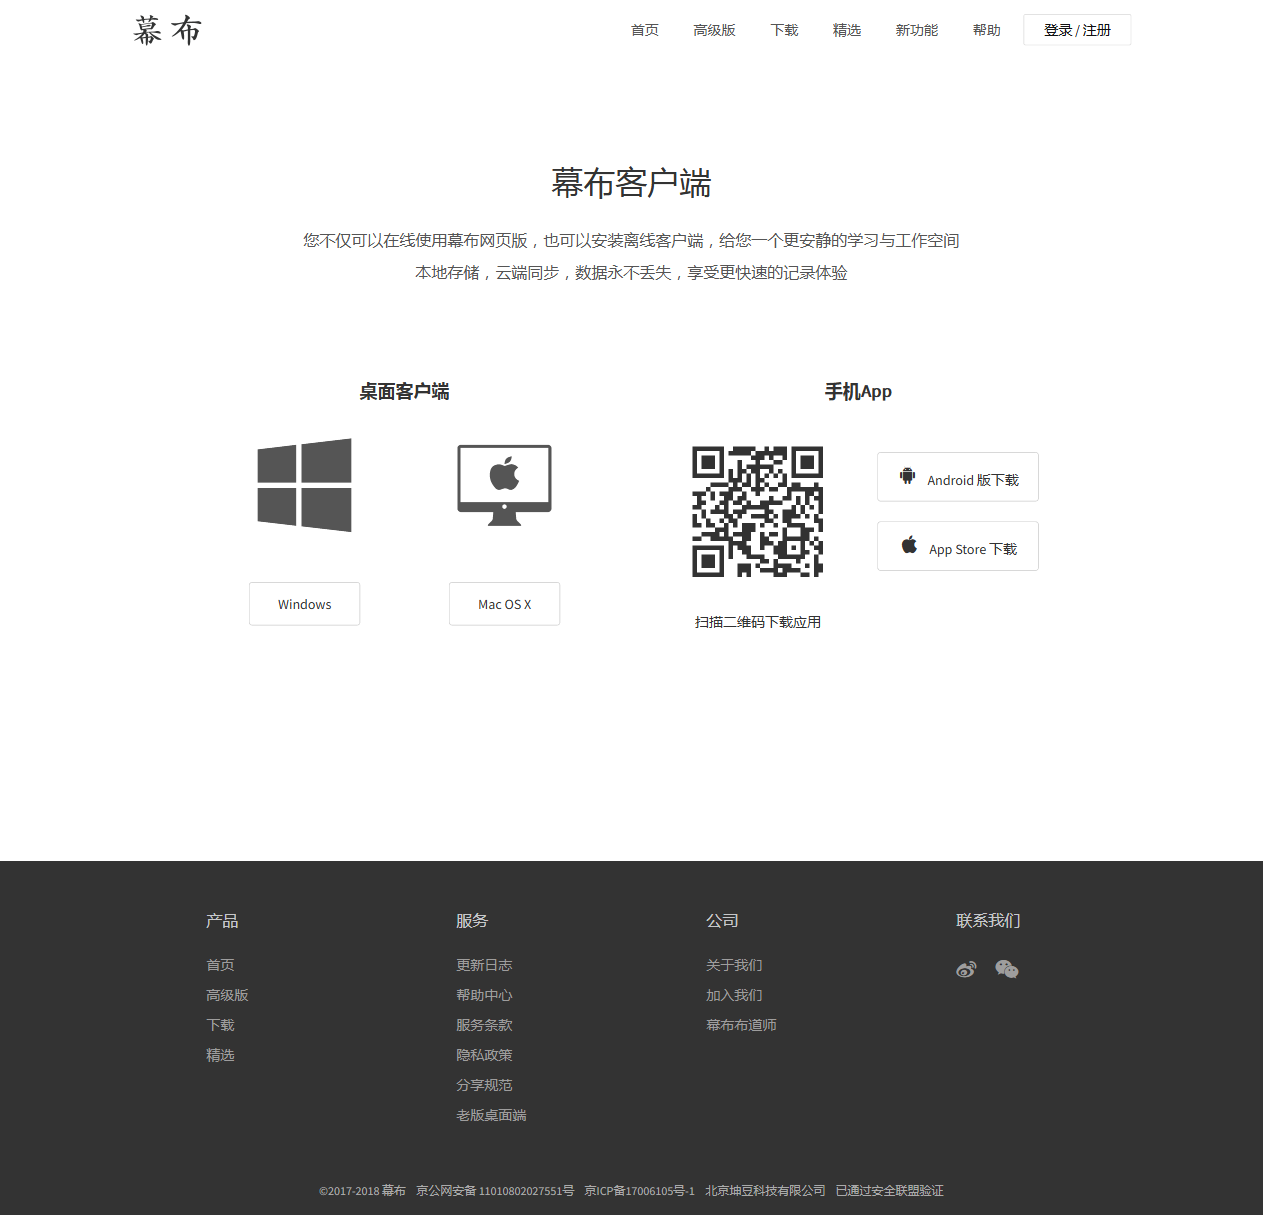 幕布
首页 高级版 下载 精选 新功能 帮助 登录 / 注册
幕布客户端
您不仅可以在线使用幕布网页版，也可以安装离线客户端，给您一个更安静的学习与工作空间
本地存储，云端同步，数据永不丢失，享受更快速的记录体验
桌面客户端
Windows
Mac OS X
手机App
扫描二维码下载应用
Android 版下载
App Store 下载
产品
首页
高级版
下载
精选
服务
更新日志
帮助中心
服务条款
隐私政策
分享规范
老版桌面端
公司
关于我们
加入我们
幕布布道师
联系我们
©2017-2018 幕布 京公网安备 11010802027551号 京ICP备17006105号-1 北京坤豆科技有限公司 已通过安全联盟验证